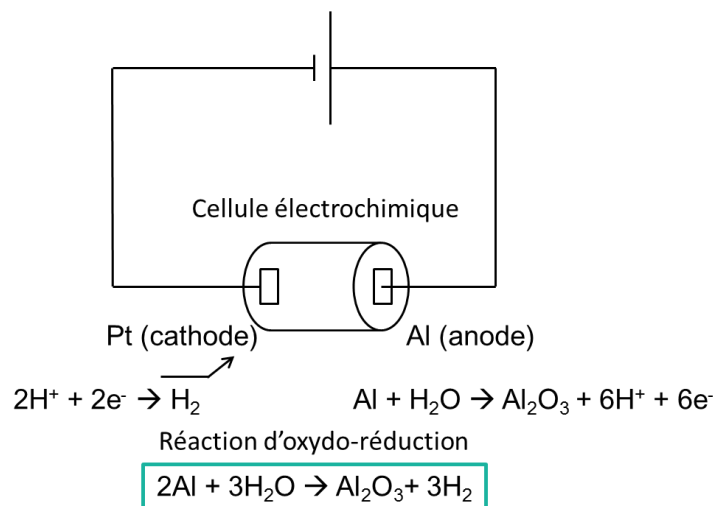 Cellule électrochimique
Pt (cathode)
Al (anode)
2H⁺ + 2e⁻ → H₂
Al + H₂O → Al₂O₃ + 6H⁺ + 6e⁻
Réaction d’oxydo-réduction
2Al + 3H₂O → Al₂O₃+ 3H₂